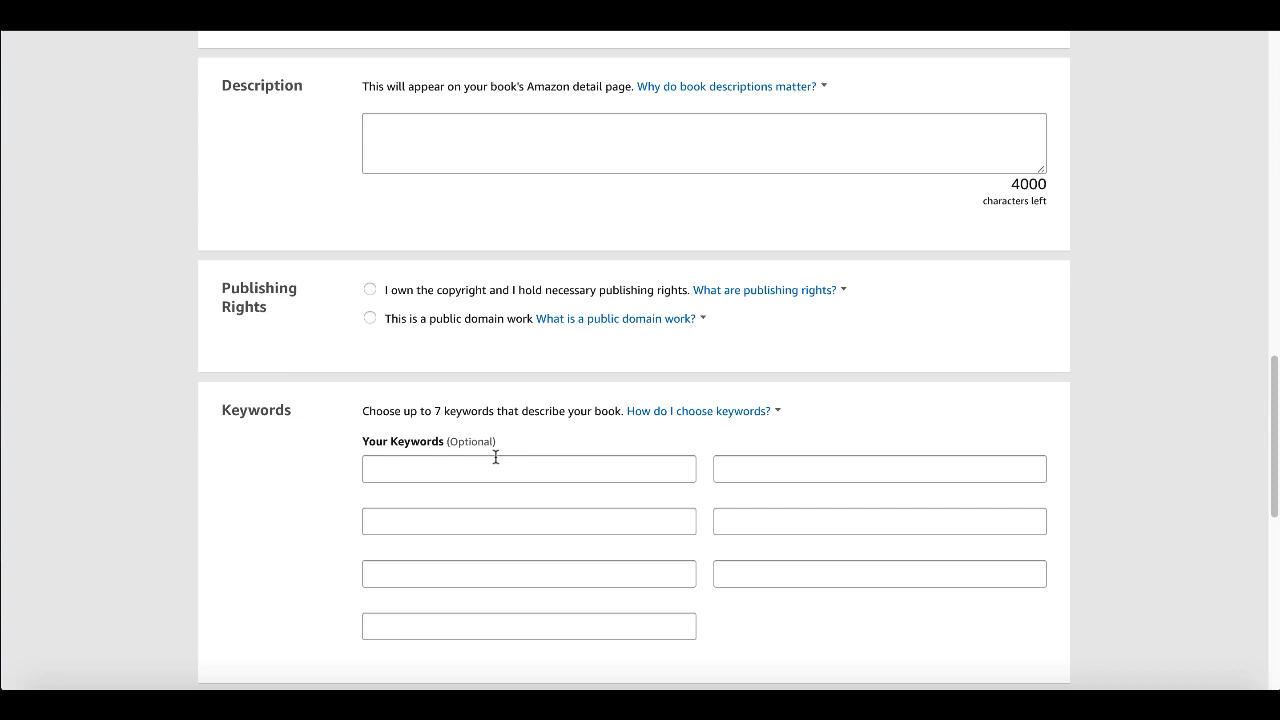 Description
This will appear on your book's Amazon detail page. Why do book descriptions matter?
4000
characters left
Publishing
Rights
I own the copyright and I hold necessary publishing rights. What are publishing rights?
This is a public domain work What is a public domain work?
Keywords
Choose up to 7 keywords that describe your book. How do I choose keywords?
Your Keywords (Optional)